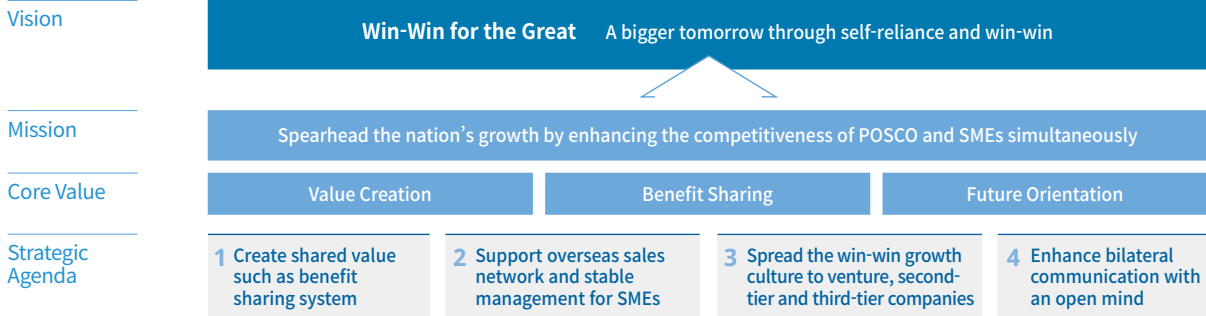 Vision
Win-Win for the Great A bigger tomorrow through self-reliance and win-win
Mission
Spearhead the nation's growth by enhancing the competitiveness of POSCO and SMEs simultaneously
Core Value
Value Creation
Benefit Sharing
Future Orientation
Strategic
Agenda
1 Create shared value
such as benefit
sharing system
2 Support overseas sales
network and stable
management for SMEs
3 Spread the win-win growth
culture to venture, second-
tier and third-tier companies
4 Enhance bilateral
communication with
an open mind